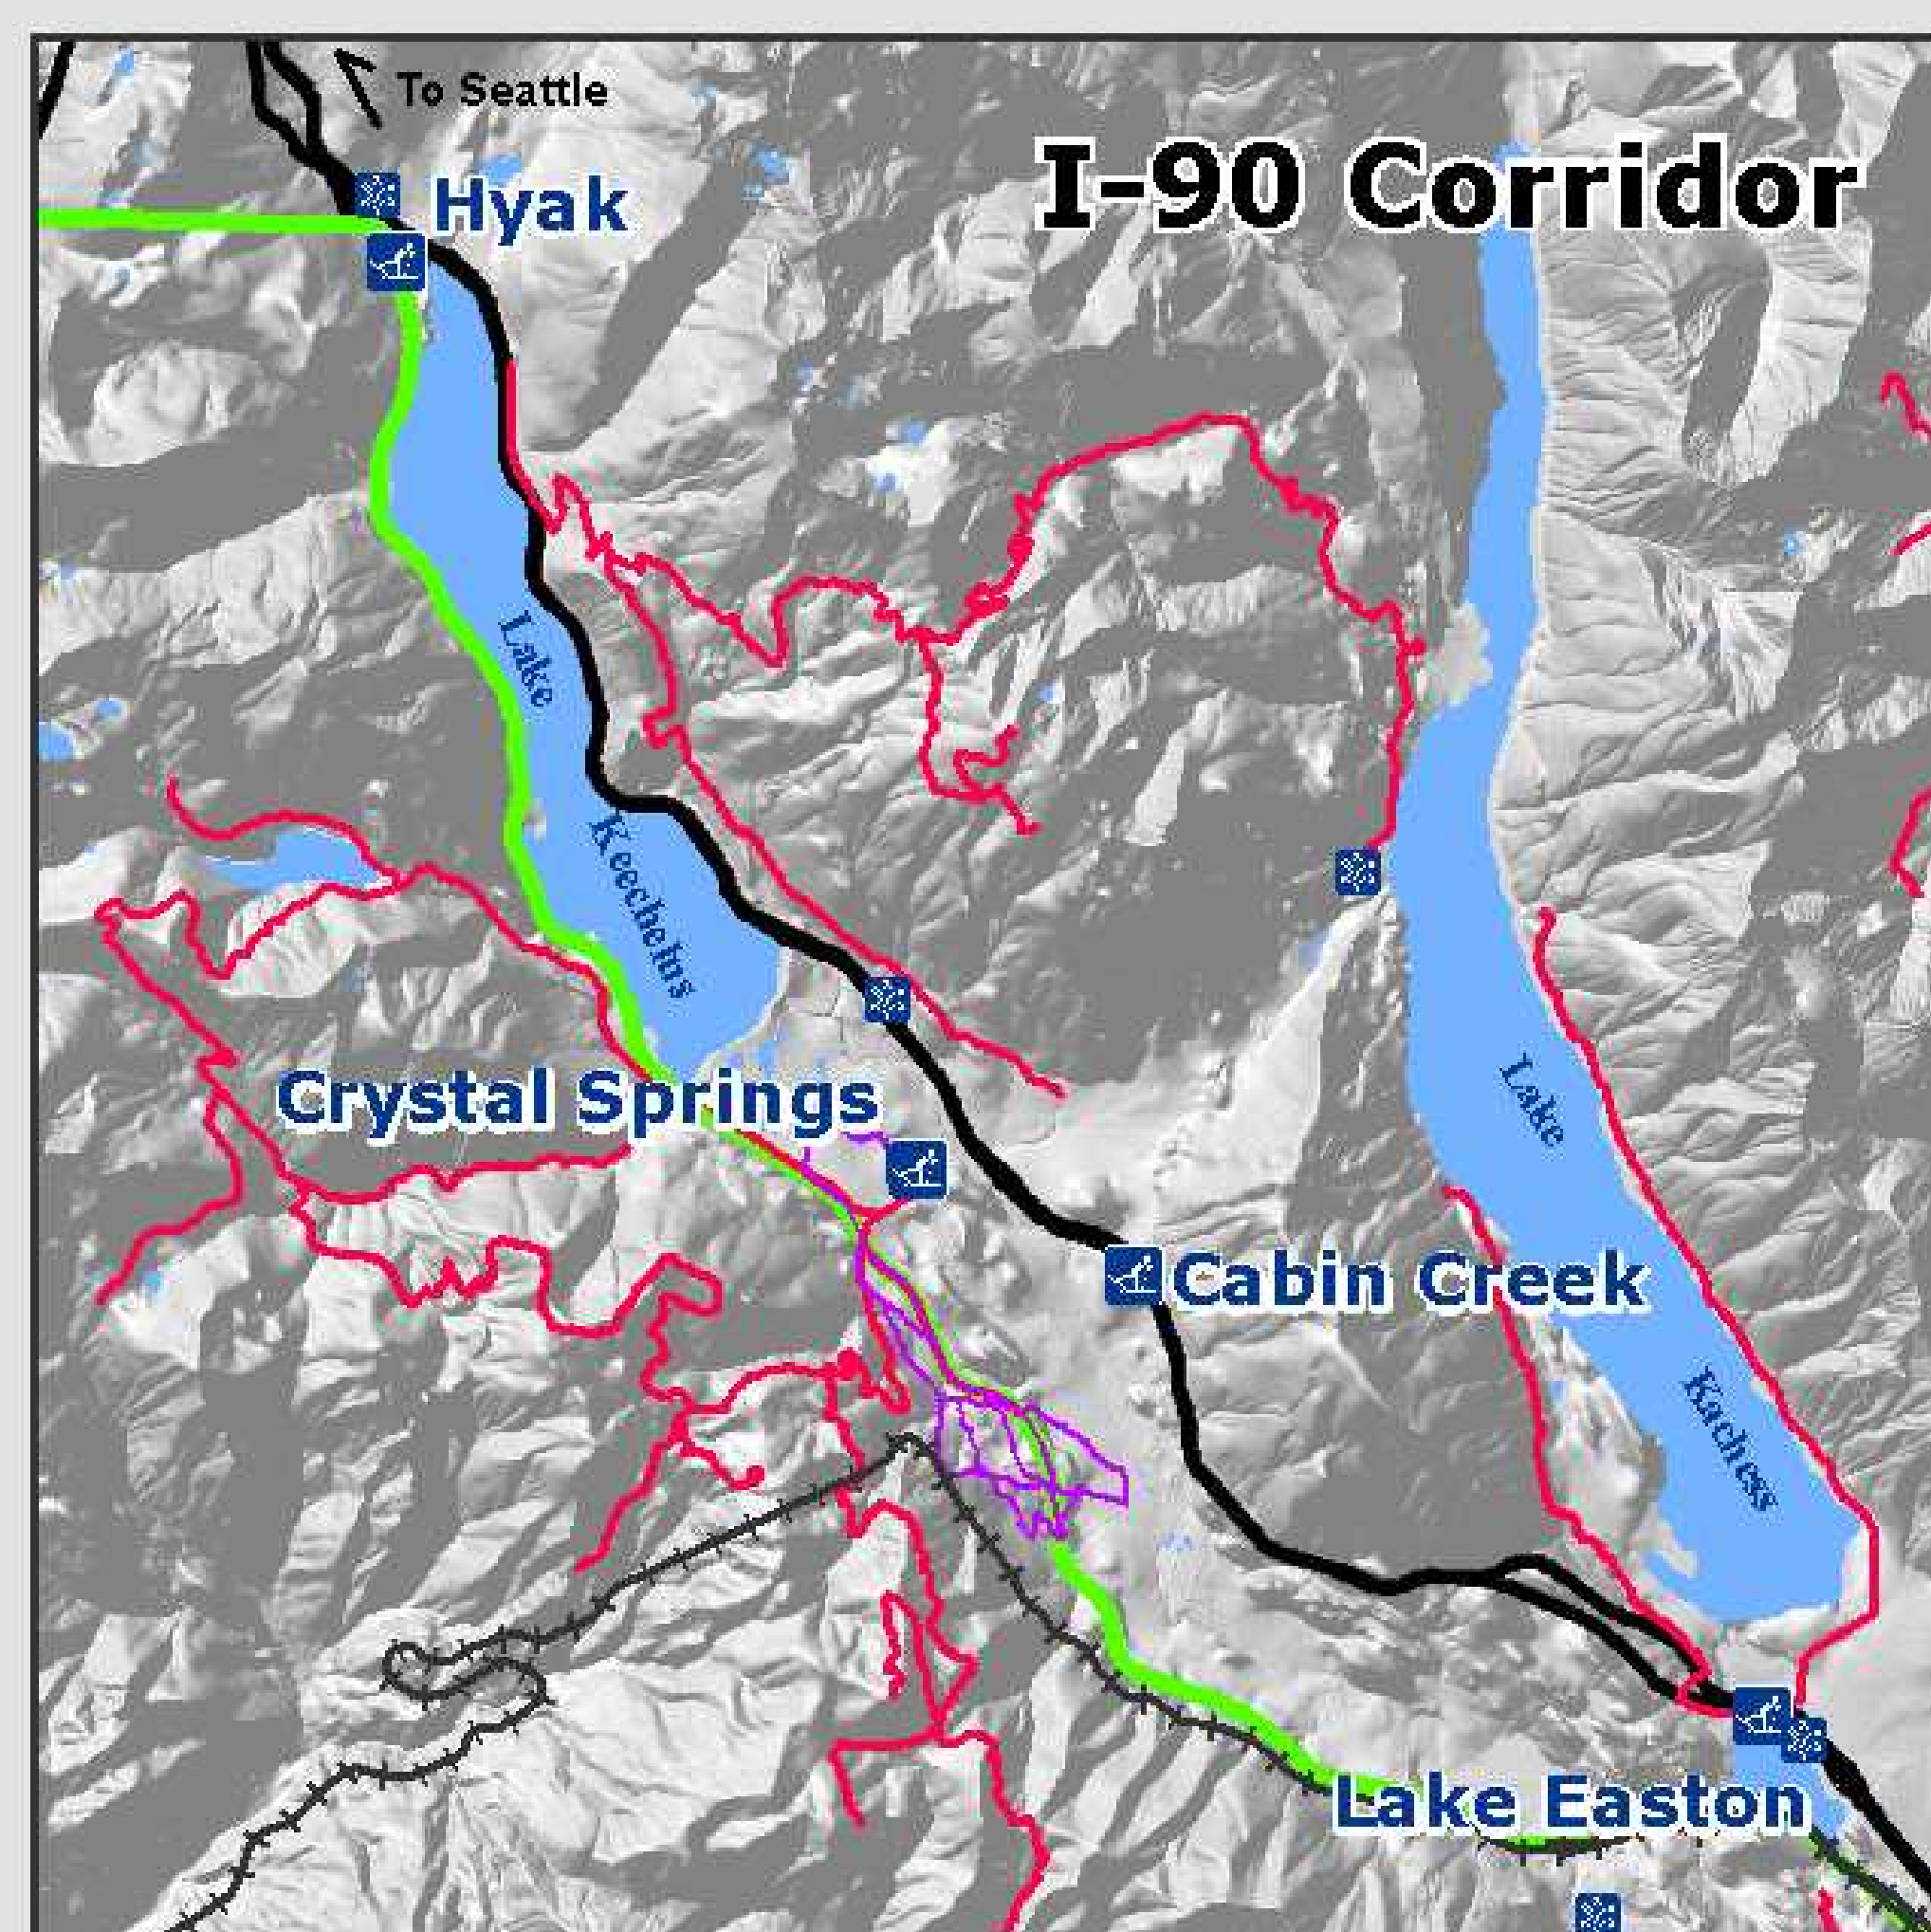 To Seattle
I-90 Corridor
Hyak
Lake
Keechelus
Crystal Springs
Lake
Cabin Creek
Kachess
Lake Easton